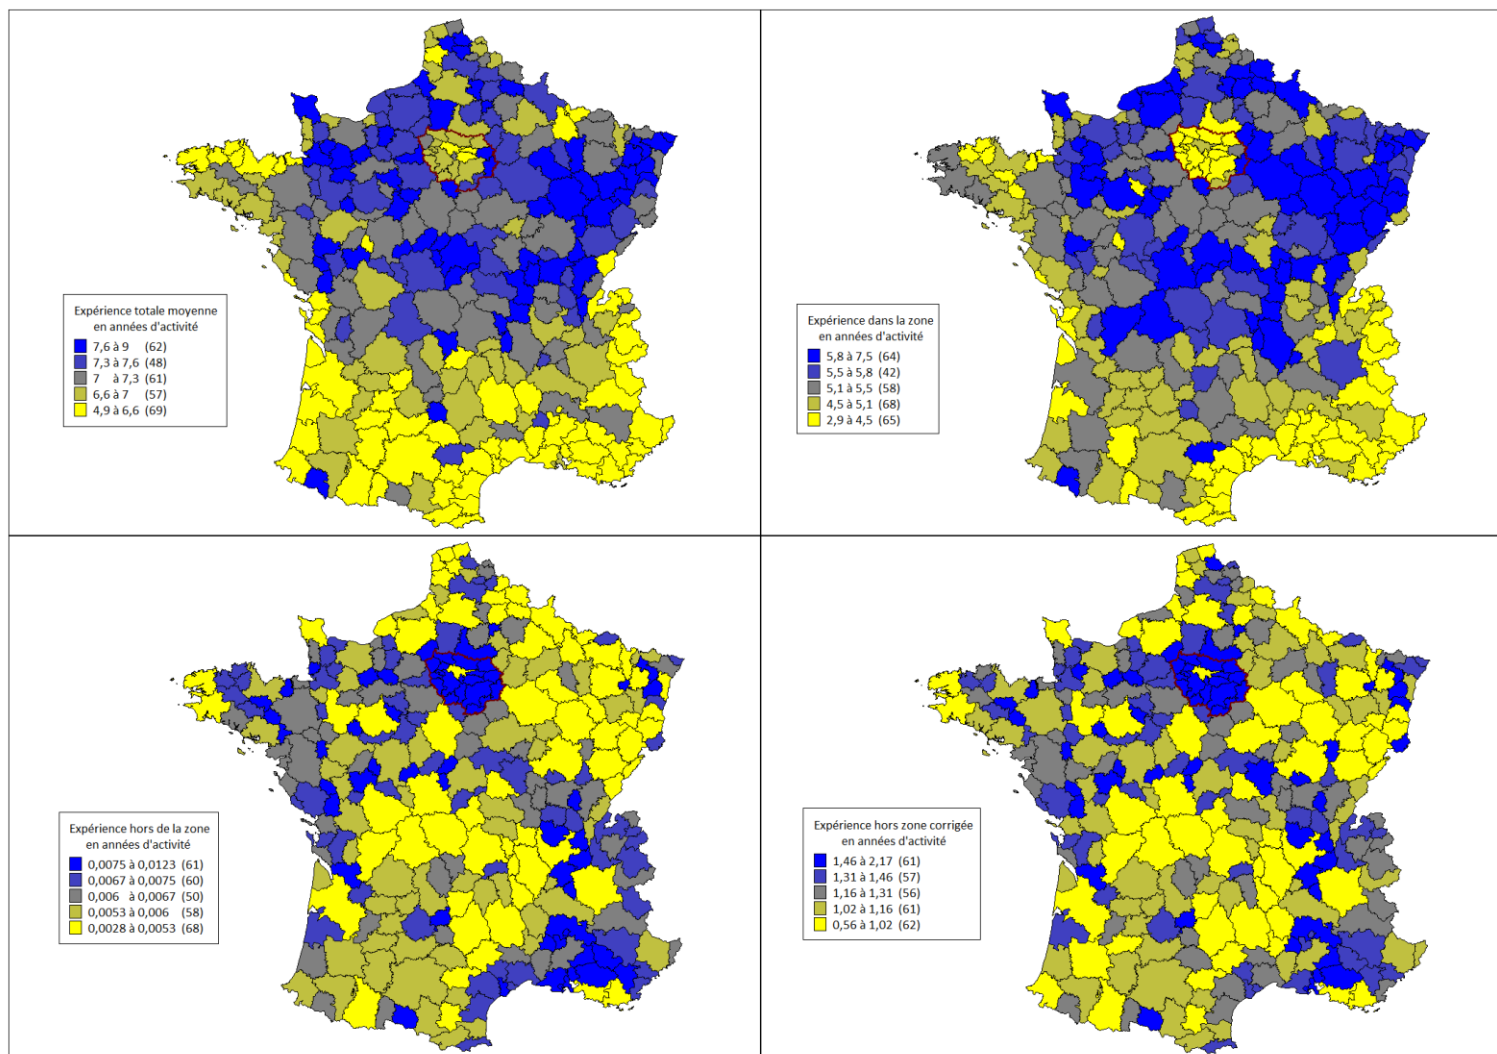 Expérience totale moyenne
en années d'activité
7,6 à 9 (62)
7,3 à 7,6 (48)
7 à 7,3 (61)
6,6 à 7 (57)
4,9 à 6,6 (69)
Expérience dans la zone
en années d'activité
5,8 à 7,5 (64)
5,5 à 5,8 (42)
5,1 à 5,5 (58)
4,5 à 5,1 (68)
2,9 à 4,5 (65)
Expérience hors de la zone
en années d'activité
0,0075 à 0,0123 (61)
0,0067 à 0,0075 (60)
0,006 à 0,0067 (50)
0,0053 à 0,006 (58)
0,0028 à 0,0053 (68)
Expérience hors zone corrigée
en années d'activité
1,46 à 2,17 (61)
1,31 à 1,46 (57)
1,16 à 1,31 (56)
1,02 à 1,16 (61)
0,56 à 1,02 (62)